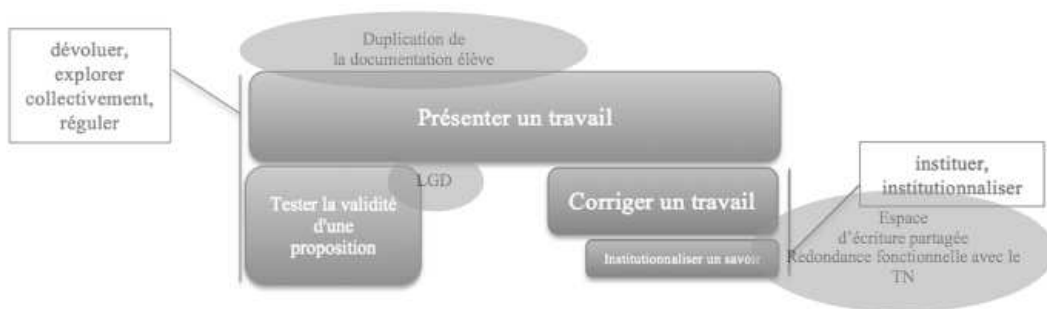 dévoluer,
explorer
collectivement,
réguler
Duplication de
la documentation élève
Présenter un travail
Tester la validité
d'une
proposition
LGD
Corriger un travail
Institutionnaliser un savoir
instituer,
institutionnaliser
Espace
d'écriture partagée
Redondance fonctionnelle avec le
TN